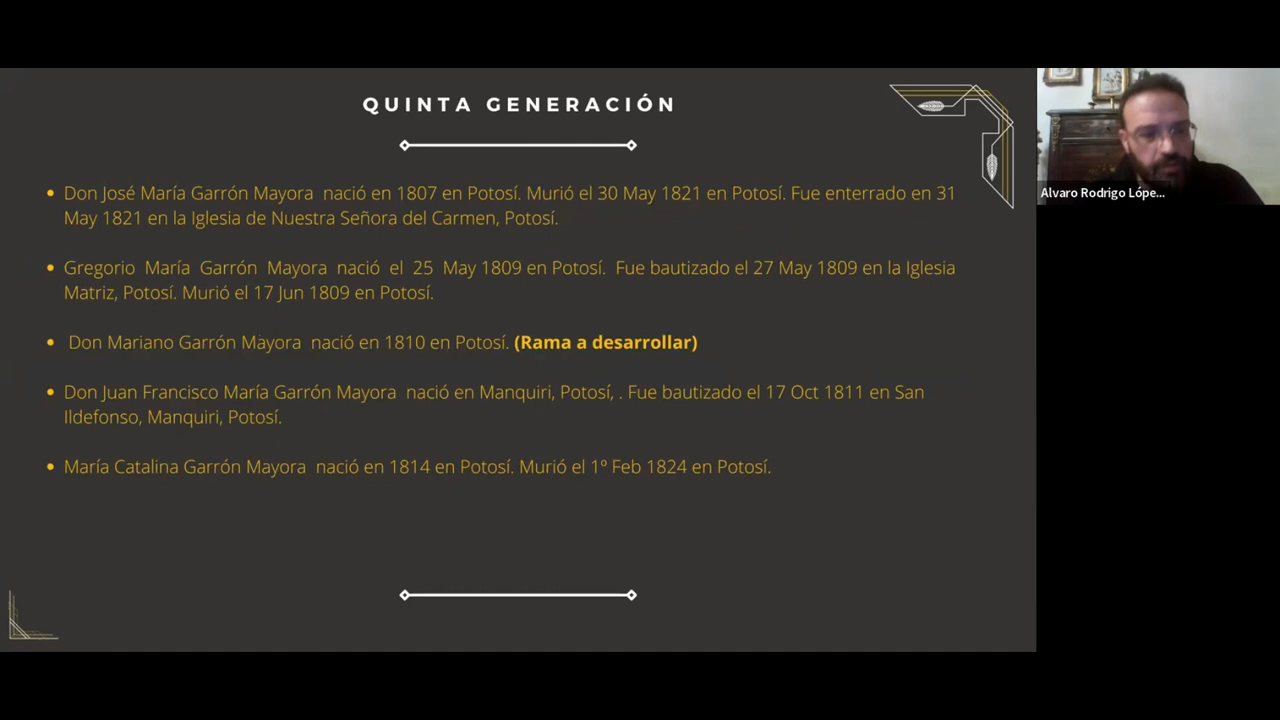 QUINTA GENERACIÓN
Don José María Garrón Mayora nació en 1807 en Potosí. Murió el 30 May 1821 en Potosí. Fue enterrado en 31
May 1821 en la Iglesia de Nuestra Señora del Carmen, Potosí.
Gregorio María Garrón Mayora nació el 25 May 1809 en Potosí. Fue bautizado el 27 May 1809 en la Iglesia
Matriz, Potosí. Murió el 17 Jun 1809 en Potosí.
Don Mariano Garrón Mayora nació en 1810 en Potosí. (Rama a desarrollar)
Don Juan Francisco María Garrón Mayora nació en Manquiri, Potosí, . Fue bautizado el 17 Oct 1811 en San
Ildefonso, Manquiri, Potosí.
María Catalina Garrón Mayora nació en 1814 en Potosí. Murió el 1º Feb 1824 en Potosí.
Alvaro Rodrigo Lópe...